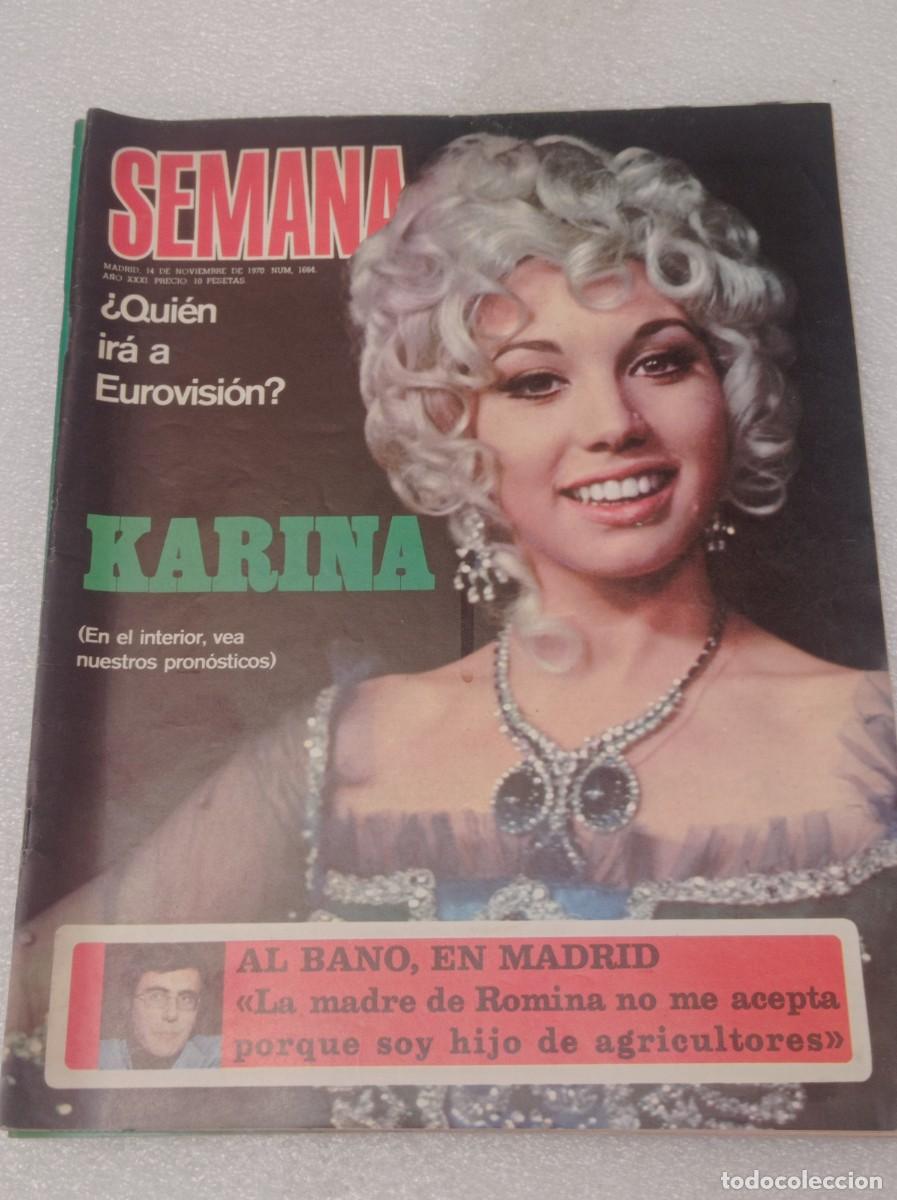 SEMANA
MADRID, 14 DE NOVIEMBRE DE 1970 NUM, 1664.
AÑO XXXI PRECIO 10 PESETAS
¿Quién
irá a
Eurovisión?
KARINA
(En el interior, vea
nuestros pronósticos)
AL BANO, EN MADRID
«La madre de Romina no me acepta
porque soy hijo de agricultores»
todocoleccion